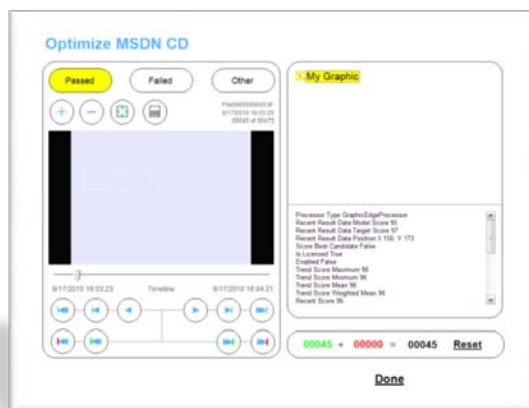 Optimize MSDN CD
Passed
Failed
Other
8/17/2010 16:03:25
00045 of 00472
8/17/2010 16:03:23
Timeline
8/17/2010 16:04:21
My Graphic
Processor Type GraphicEdgeProcessor
Recent Result Data Model Score 95
Recent Result Data Target Score 97
Recent Result Data Position X 166; Y 173
Score Best Candidate False
Is Licensed True
Enabled False
Trend Score Maximum 96
Trend Score Minimum 96
Trend Score Mean 96
Trend Score Weighted Mean 96
Recent Score 96
00045 + 00000 = 00045 Reset
Done